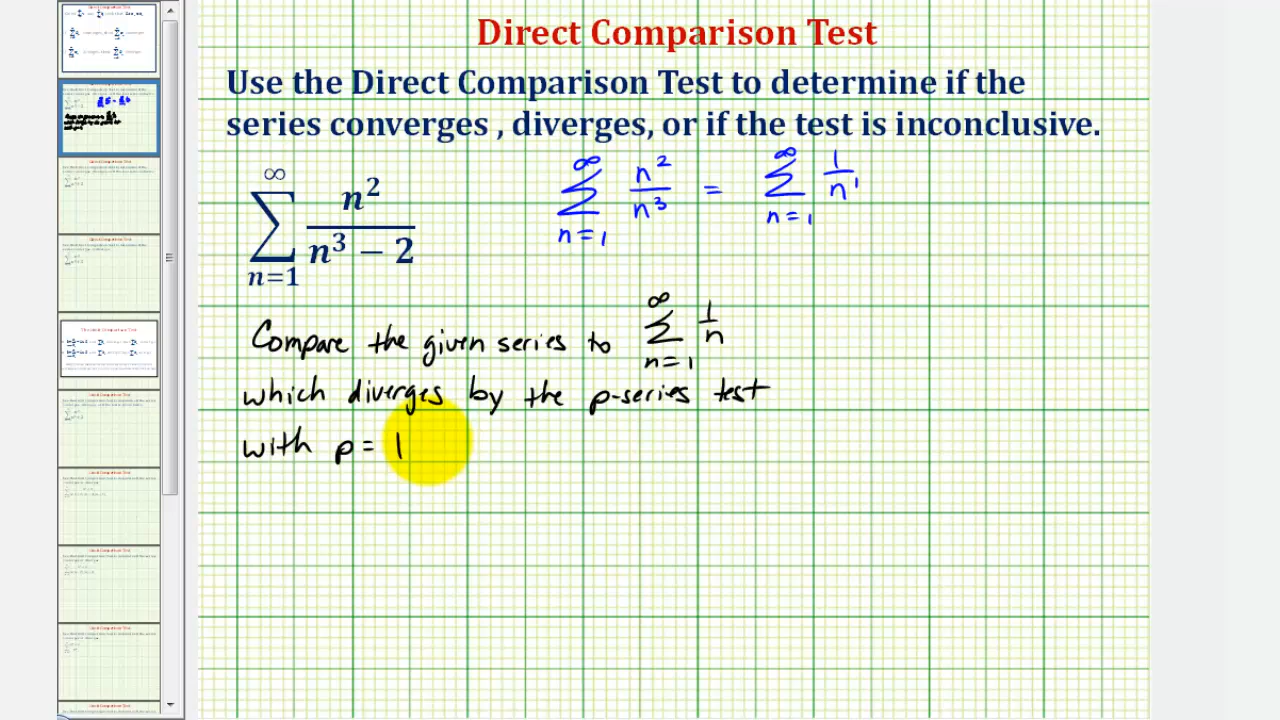 Direct Comparison Test
Use the Direct Comparison Test to determine if the
series converges , diverges, or if the test is inconclusive.
∞ ∑ n=1 n² / (n³ − 2)
∞ ∑ n=1 n² / n³ = ∞ ∑ n=1 1 / n¹
Compare the given series to ∞ ∑ n=1 1 / n
which diverges by the p-series test
with p = 1